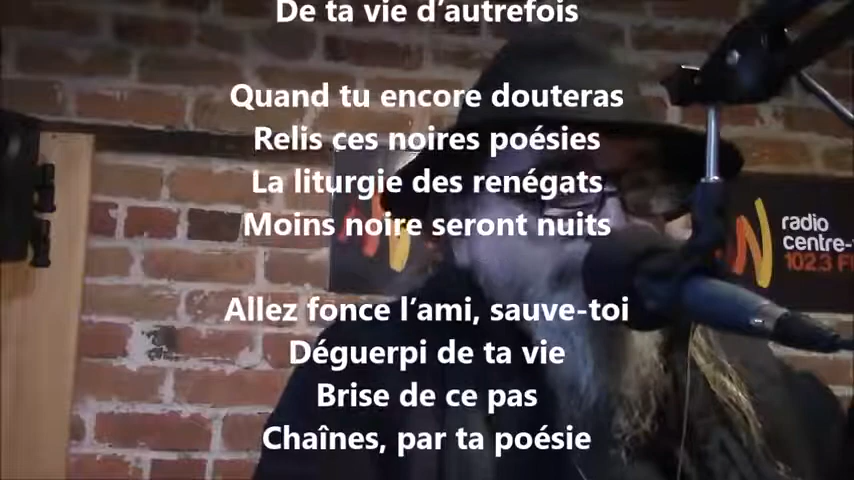 De ta vie d’autrefois
Quand tu encore douteras
Relis ces noires poésies
La liturgie des renégats
Moins noire seront nuits
Allez fonce l’ami, sauve-toi
Déguerpi de ta vie
Brise de ce pas
Chaînes, par ta poésie
radio
centre-
102.3 F